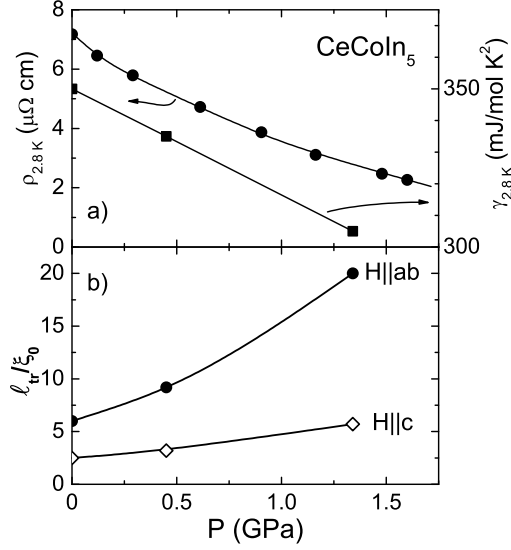 CeCoIn5
ρ2.8 K (μΩ cm)
8
6
4
2
0
γ2.8 K (mJ/mol K2)
350
300
a)
b)
ℓtr/ξ0
20
15
10
5
0
H||ab
H||c
0 0.5 1.0 1.5
P (GPa)